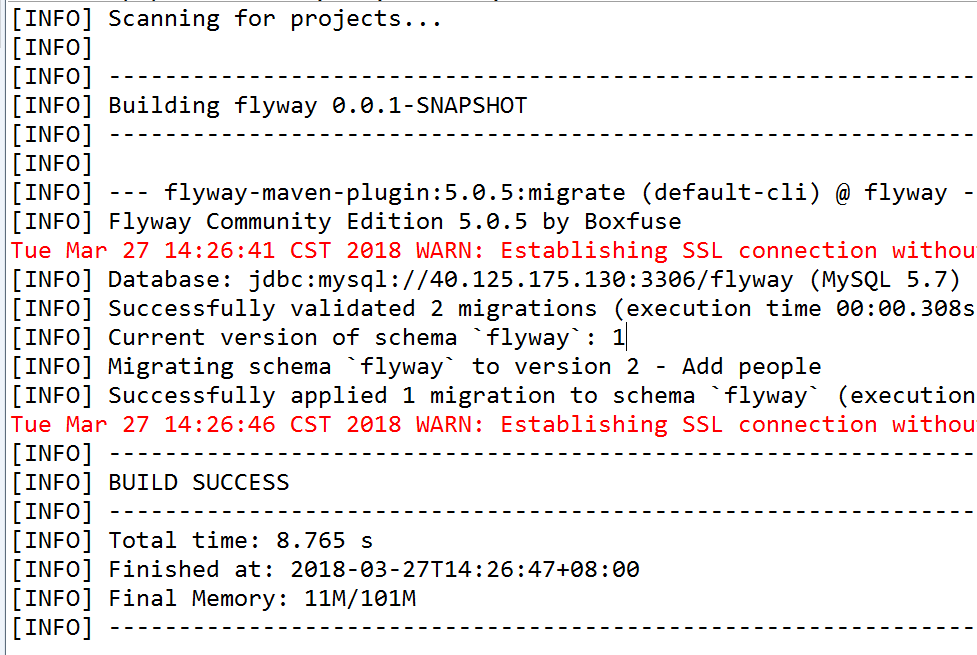 [INFO] Scanning for projects...
[INFO]
[INFO] --------------------------------------------------------------
[INFO] Building flyway 0.0.1-SNAPSHOT
[INFO] --------------------------------------------------------------
[INFO]
[INFO] --- flyway-maven-plugin:5.0.5:migrate (default-cli) @ flyway -
[INFO] Flyway Community Edition 5.0.5 by Boxfuse
Tue Mar 27 14:26:41 CST 2018 WARN: Establishing SSL connection withou
[INFO] Database: jdbc:mysql://40.125.175.130:3306/flyway (MySQL 5.7)
[INFO] Successfully validated 2 migrations (execution time 00:00.308s
[INFO] Current version of schema `flyway`: 1
[INFO] Migrating schema `flyway` to version 2 - Add people
[INFO] Successfully applied 1 migration to schema `flyway` (execution
Tue Mar 27 14:26:46 CST 2018 WARN: Establishing SSL connection withou
[INFO] --------------------------------------------------------------
[INFO] BUILD SUCCESS
[INFO] --------------------------------------------------------------
[INFO] Total time: 8.765 s
[INFO] Finished at: 2018-03-27T14:26:47+08:00
[INFO] Final Memory: 11M/101M
[INFO] --------------------------------------------------------------